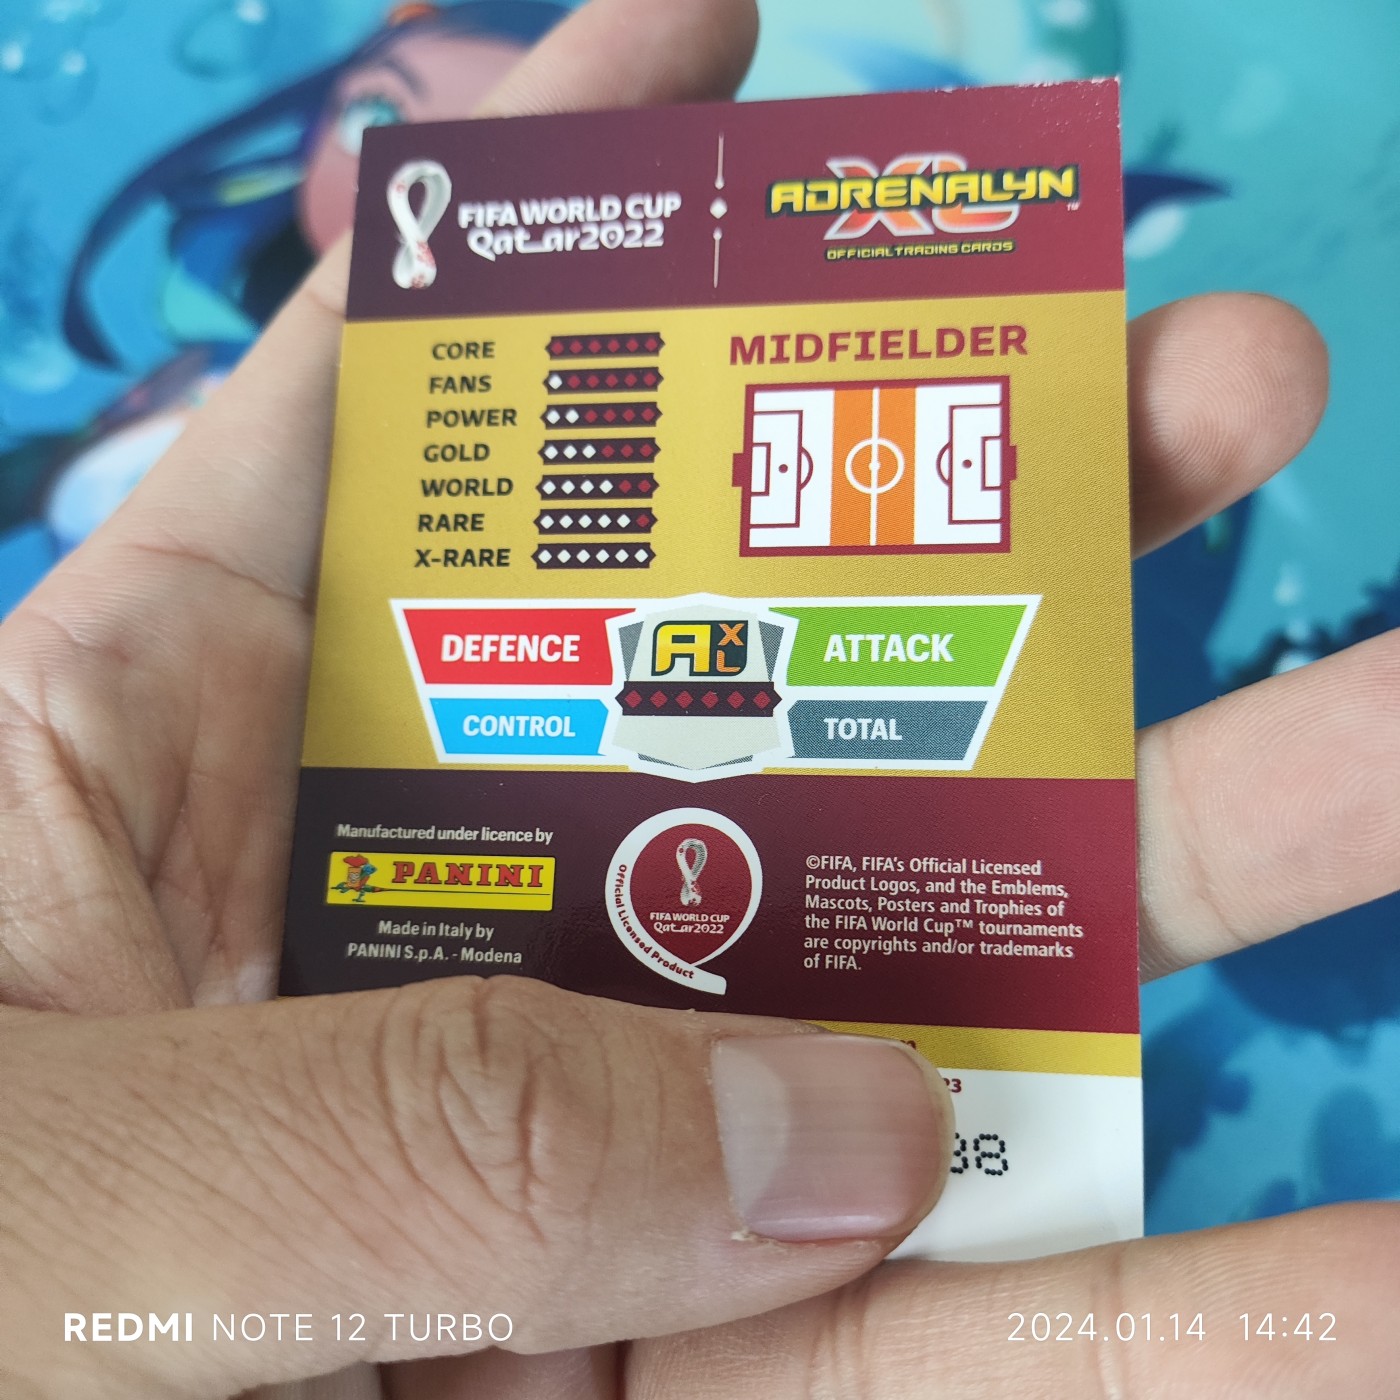 FIFA WORLD CUP
Qatar2022
ADRENALYN XL™
OFFICIAL TRADING CARDS
CORE
FANS
POWER
GOLD
WORLD
RARE
X-RARE
MIDFIELDER
DEFENCE
AXL
ATTACK
CONTROL
TOTAL
Manufactured under licence by
PANINI
Made in Italy by
PANINI S.p.A. - Modena
Official Licensed Product
FIFA WORLD CUP
Qatar2022
©FIFA, FIFA's Official Licensed
Product Logos, and the Emblems,
Mascots, Posters and Trophies of
the FIFA World Cup™ tournaments
are copyrights and/or trademarks
of FIFA.
REDMI NOTE 12 TURBO
2024.01.14 14:42